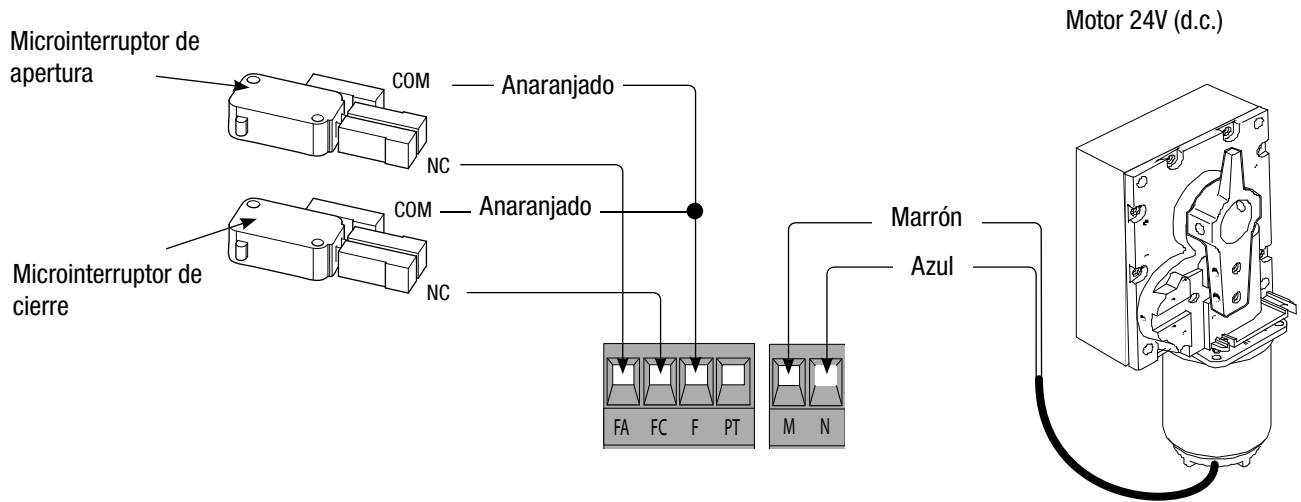 Motor 24V (d.c.)
Microinterruptor de
apertura
COM
Anaranjado
NC
COM
Anaranjado
NC
Microinterruptor de
cierre
Marrón
Azul
FA FC F PT M N